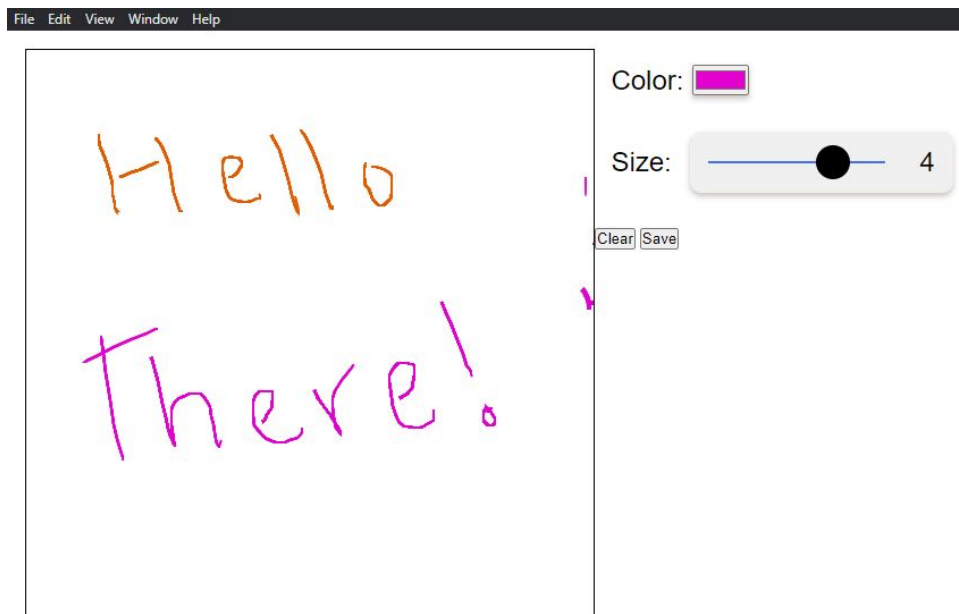 File Edit View Window Help
Color:
Size: 4
Clear Save
Hello
There!